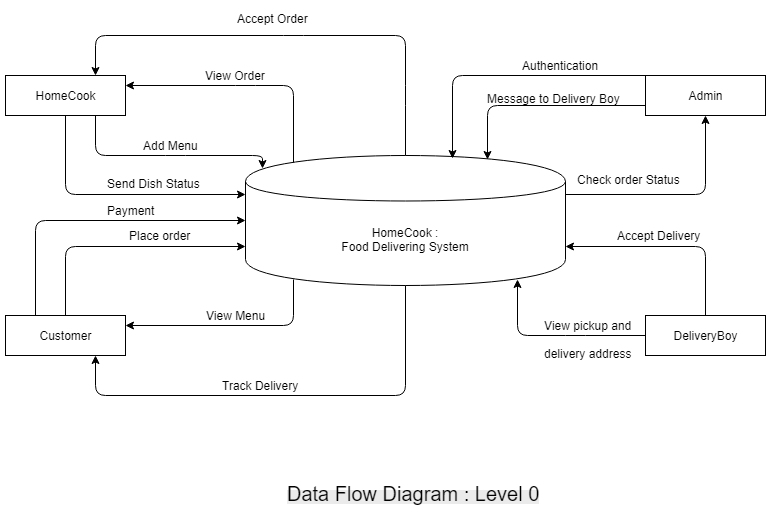 Accept Order
View Order
Authentication
HomeCook
Message to Delivery Boy
Admin
Add Menu
Send Dish Status
Check order Status
Payment
Place order
HomeCook :
Food Delivering System
Accept Delivery
View Menu
Customer
View pickup and
delivery address
DeliveryBoy
Track Delivery
Data Flow Diagram : Level 0